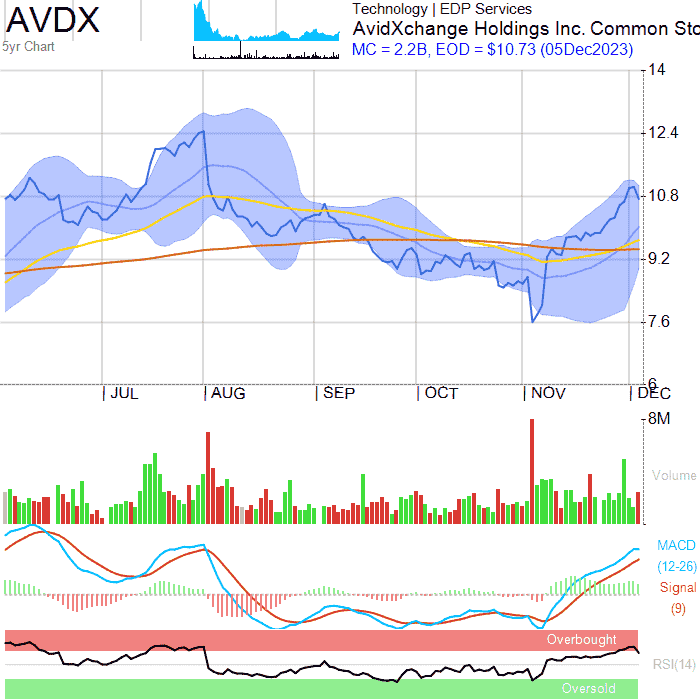 AVDX
5yr Chart
Technology | EDP Services
AvidXchange Holdings Inc. Common Sto
MC = 2.2B, EOD = $10.73 (05Dec2023)
14
12.4
10.8
9.2
7.6
6
JUL
AUG
SEP
OCT
NOV
DEC
8M
Volume
MACD
(12-26)
Signal
(9)
Overbought
RSI(14)
Oversold